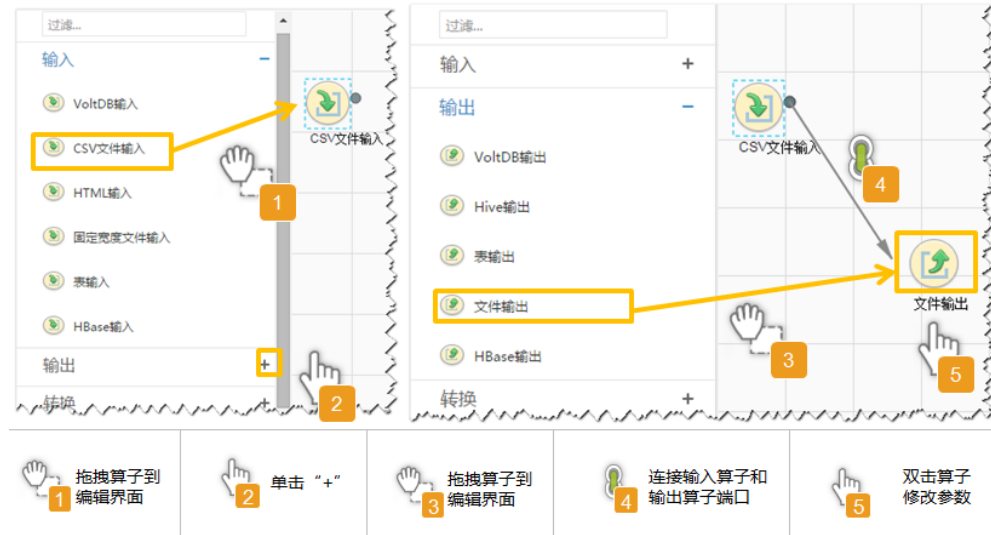 过滤...
输入
−
VoltDB输入
CSV文件输入
HTML输入
固定宽度文件输入
表输入
HBase输入
输出
+
转换
+
CSV文件输入
1
2
过滤...
输入
+
输出
−
VoltDB输出
Hive输出
表输出
文件输出
HBase输出
转换
+
CSV文件输入
4
文件输出
3
5
1
拖拽算子到
编辑界面
2
单击“+”
3
拖拽算子到
编辑界面
4
连接输入算子和
输出算子端口
5
双击算子
修改参数